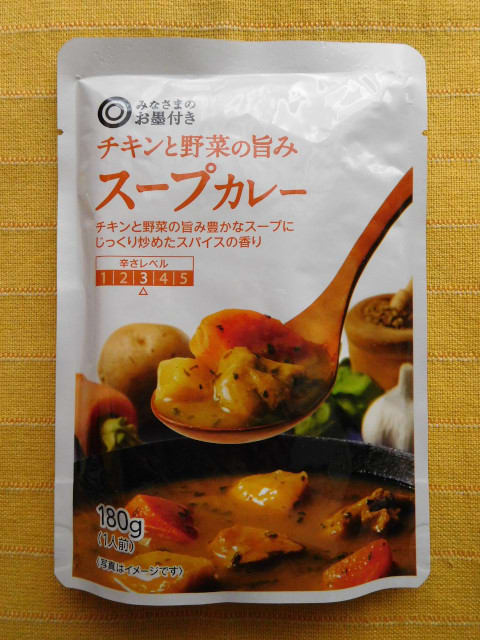 みなさまの
お墨付き
チキンと野菜の旨み
スープカレー
チキンと野菜の旨み豊かなスープに
じっくり炒めたスパイスの香り
辛さレベル
1 2 3 4 5
△
180g
(1人前)
(写真はイメージです)